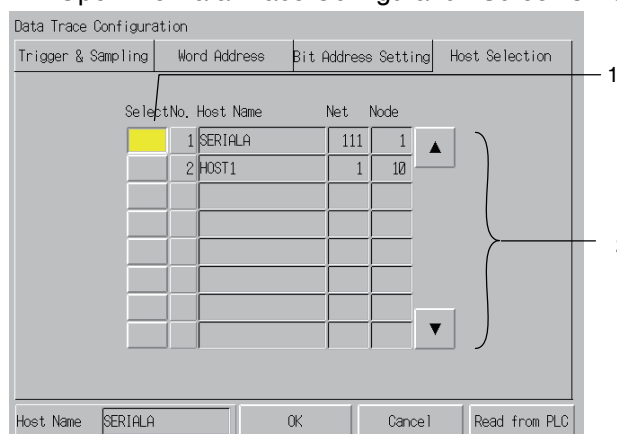 Data Trace Configuration
Trigger & Sampling Word Address Bit Address Setting Host Selection
1
Select No. Host Name Net Node
1 SERIALA 111 1 ▲
2 HOST1 1 10
▼
Host Name SERIALA OK Cancel Read from PLC